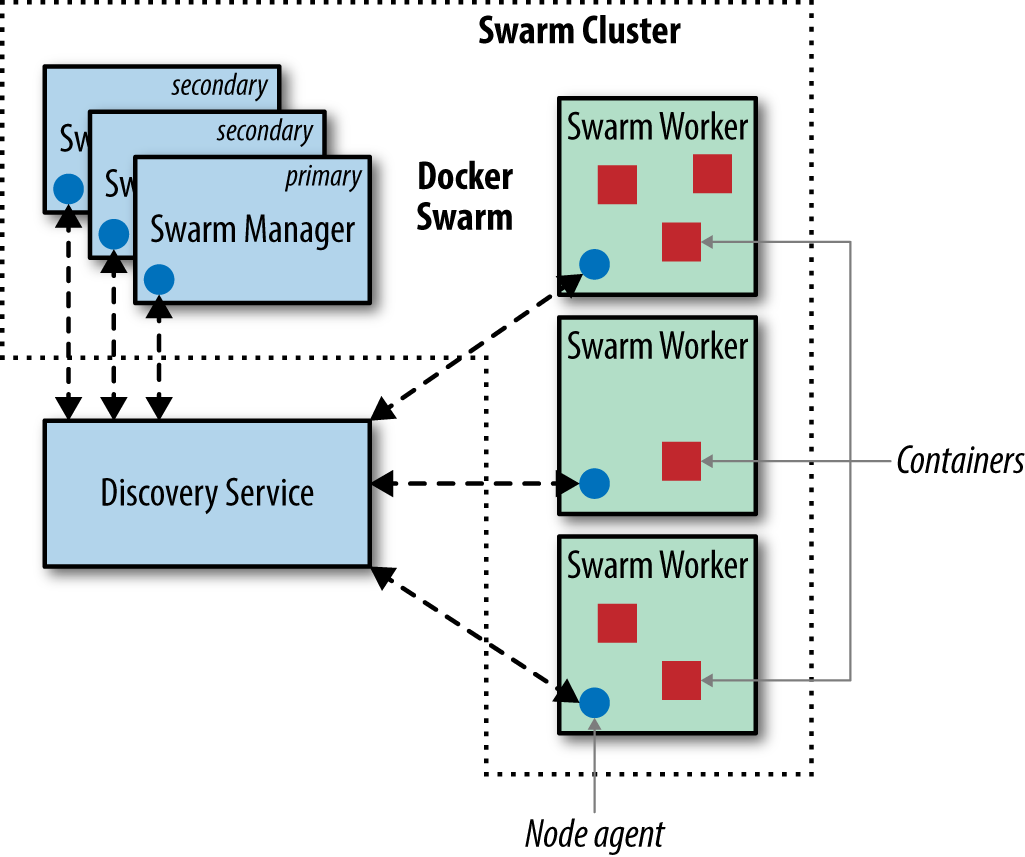 Swarm Cluster
secondary
Sw
secondary
Sw
primary
Swarm Manager
Docker
Swarm
Swarm Worker
Swarm Worker
Containers
Discovery Service
Swarm Worker
Node agent